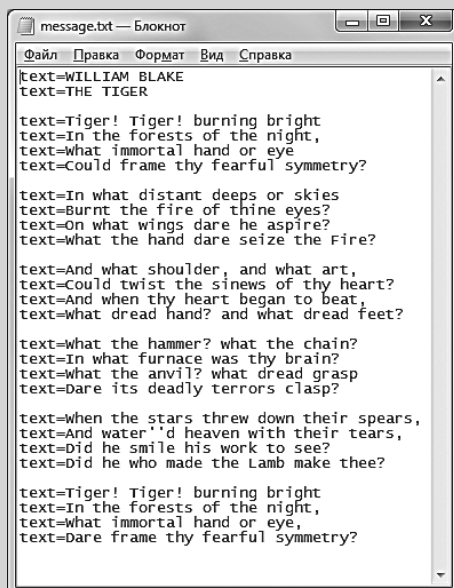 message.txt — Блокнот
Файл Правка Формат Вид Справка
text=WILLIAM BLAKE
text=THE TIGER

text=Tiger! Tiger! burning bright
text=In the forests of the night,
text=What immortal hand or eye
text=Could frame thy fearful symmetry?

text=In what distant deeps or skies
text=Burnt the fire of thine eyes?
text=On what wings dare he aspire?
text=What the hand dare seize the Fire?

text=And what shoulder, and what art,
text=Could twist the sinews of thy heart?
text=And when thy heart began to beat,
text=What dread hand? and what dread feet?

text=What the hammer? what the chain?
text=In what furnace was thy brain?
text=What the anvil? what dread grasp
text=Dare its deadly terrors clasp?

text=When the stars threw down their spears,
text=And water''d heaven with their tears,
text=Did he smile his work to see?
text=Did he who made the Lamb make thee?

text=Tiger! Tiger! burning bright
text=In the forests of the night,
text=What immortal hand or eye,
text=Dare frame thy fearful symmetry?